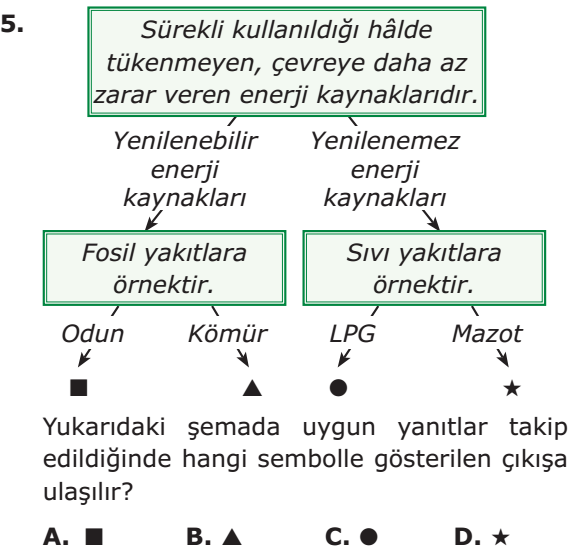 5.
Sürekli kullanıldığı hâlde
tükenmeyen, çevreye daha az
zarar veren enerji kaynaklarıdır.
Yenilenebilir
enerji
kaynakları
Yenilenemez
enerji
kaynakları
Fosil yakıtlara
örnektir.
Sıvı yakıtlara
örnektir.
Odun Kömür LPG Mazot
■ ▲ ● ★
Yukarıdaki şemada uygun yanıtlar takip
edildiğinde hangi sembolle gösterilen çıkışa
ulaşılır?
A. ■ B. ▲ C. ● D. ★